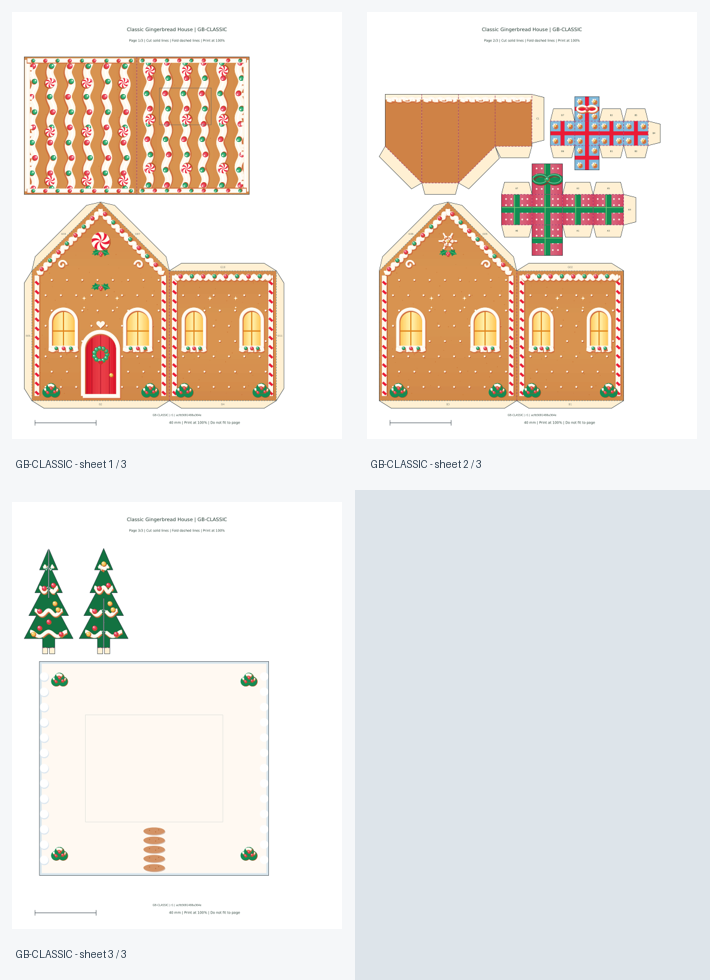 Classic Gingerbread House | GB-CLASSIC
Page 1/3 | Cut solid lines | Fold dashed lines | Print at 100%
40 mm | Print at 100% | Do not fit to page
GB-CLASSIC - sheet 1 / 3
Classic Gingerbread House | GB-CLASSIC
Page 2/3 | Cut solid lines | Fold dashed lines | Print at 100%
40 mm | Print at 100% | Do not fit to page
GB-CLASSIC - sheet 2 / 3
Classic Gingerbread House | GB-CLASSIC
Page 3/3 | Cut solid lines | Fold dashed lines | Print at 100%
40 mm | Print at 100% | Do not fit to page
GB-CLASSIC - sheet 3 / 3